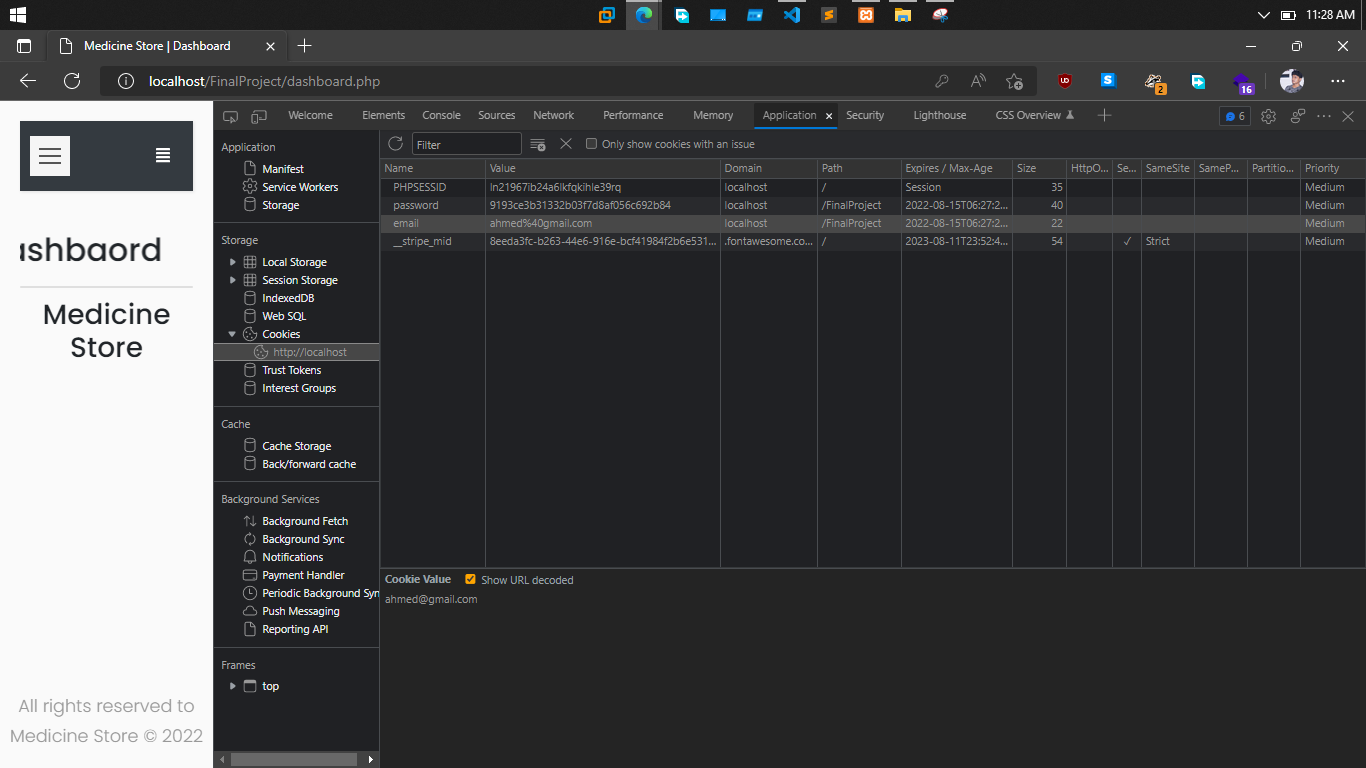 11:28 AM
Medicine Store | Dashboard
localhost/FinalProject/dashboard.php
2
16
Welcome Elements Console Sources Network Performance Memory Application Security Lighthouse CSS Overview 6
ashbaord
Medicine
Store
All rights reserved to
Medicine Store © 2022
Application
Manifest
Service Workers
Storage
Storage
Local Storage
Session Storage
IndexedDB
Web SQL
Cookies
http://localhost
Trust Tokens
Interest Groups
Cache
Cache Storage
Back/forward cache
Background Services
Background Fetch
Background Sync
Notifications
Payment Handler
Periodic Background Syn
Push Messaging
Reporting API
Frames
top
Filter Only show cookies with an issue
Name Value Domain Path Expires / Max-Age Size HttpO... Se... SameSite SameP... Partitio... Priority
PHPSESSID localhost / Session 35 Medium
password 9193ce3b31332b03f7d8af056c692b84 localhost /FinalProject 2022-08-15T06:27:2... 40 Medium
email ahmed%40gmail.com localhost /FinalProject 2022-08-15T06:27:2... 22 Medium
__stripe_mid 8eeda3fc-b263-44e6-916e-bcf41984f2b6e531... .fontawesome.co... / 2023-08-11T23:52:4... 54 ✓ Strict Medium
Cookie Value Show URL decoded
ahmed@gmail.com